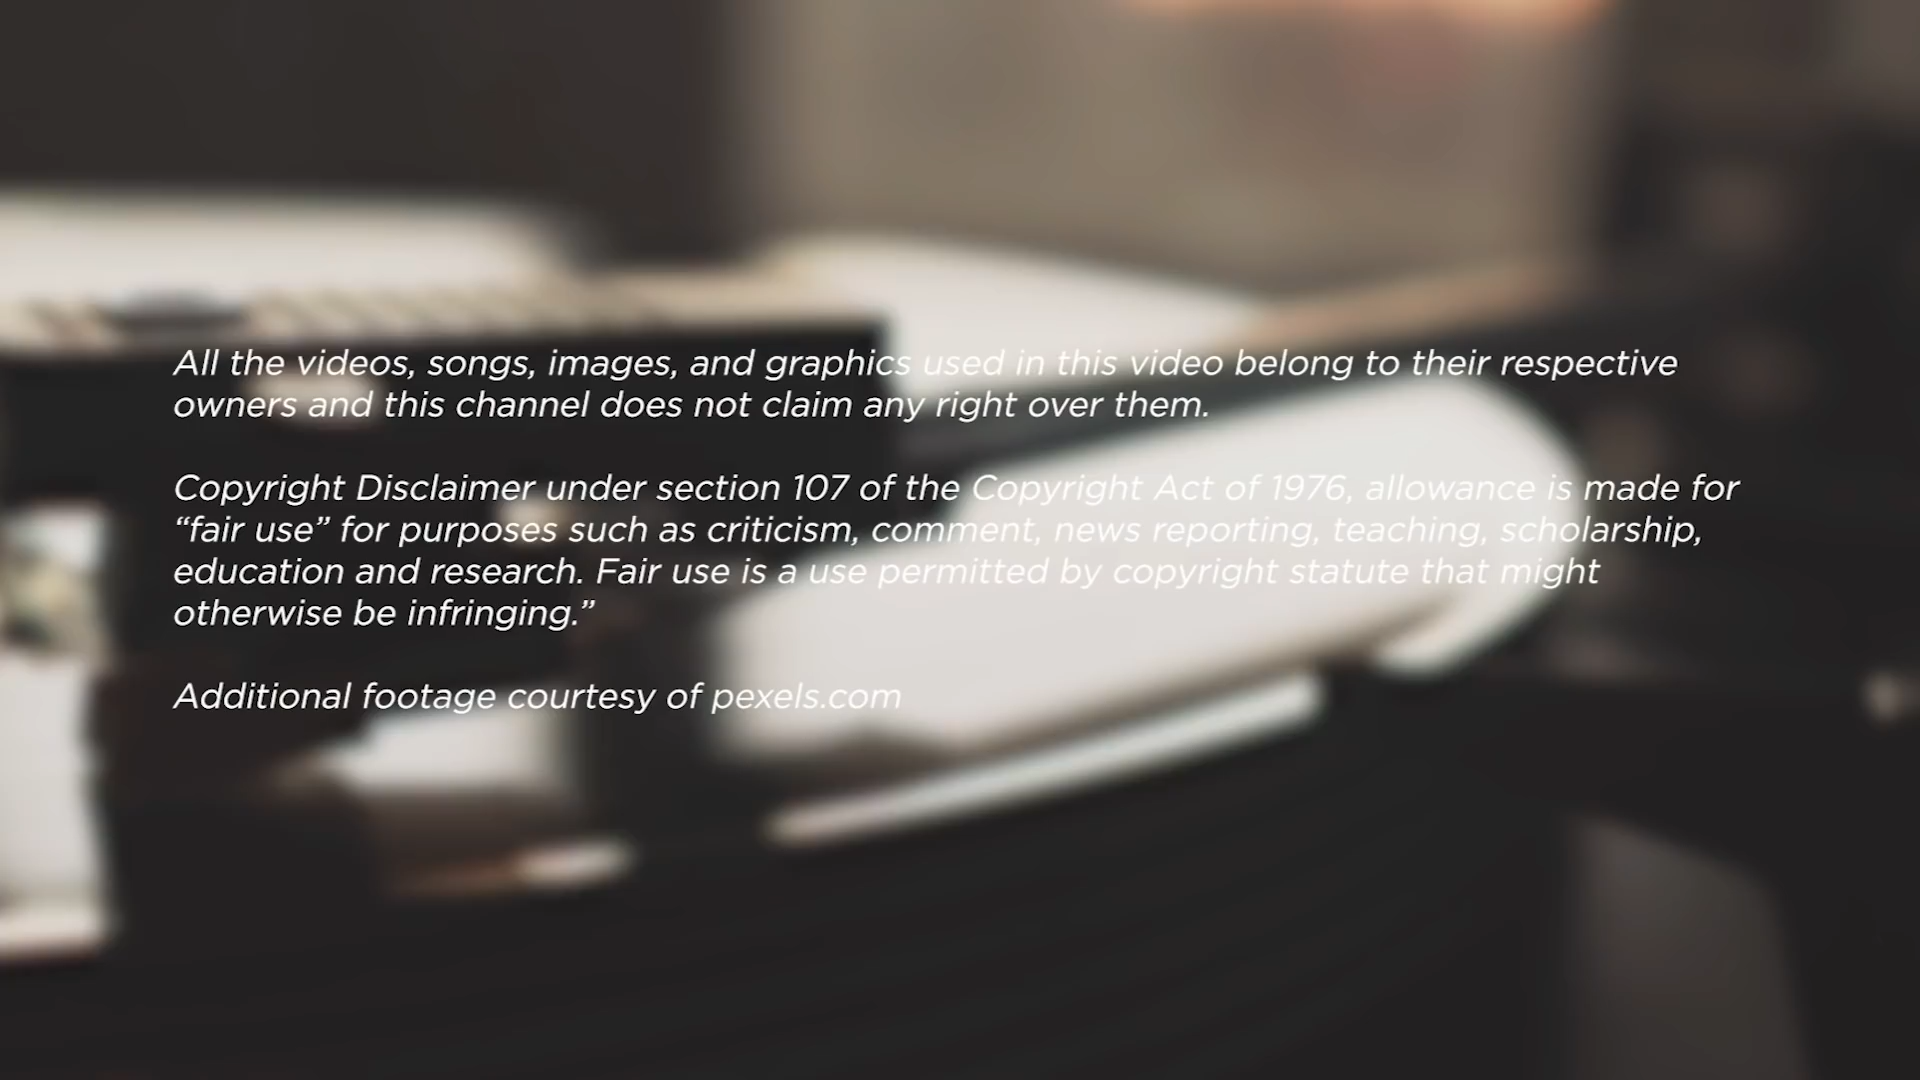 All the videos, songs, images, and graphics used in this video belong to their respective
owners and this channel does not claim any right over them.
Copyright Disclaimer under section 107 of the Copyright Act of 1976, allowance is made for
“fair use” for purposes such as criticism, comment, news reporting, teaching, scholarship,
education and research. Fair use is a use permitted by copyright statute that might
otherwise be infringing.”
Additional footage courtesy of pexels.com